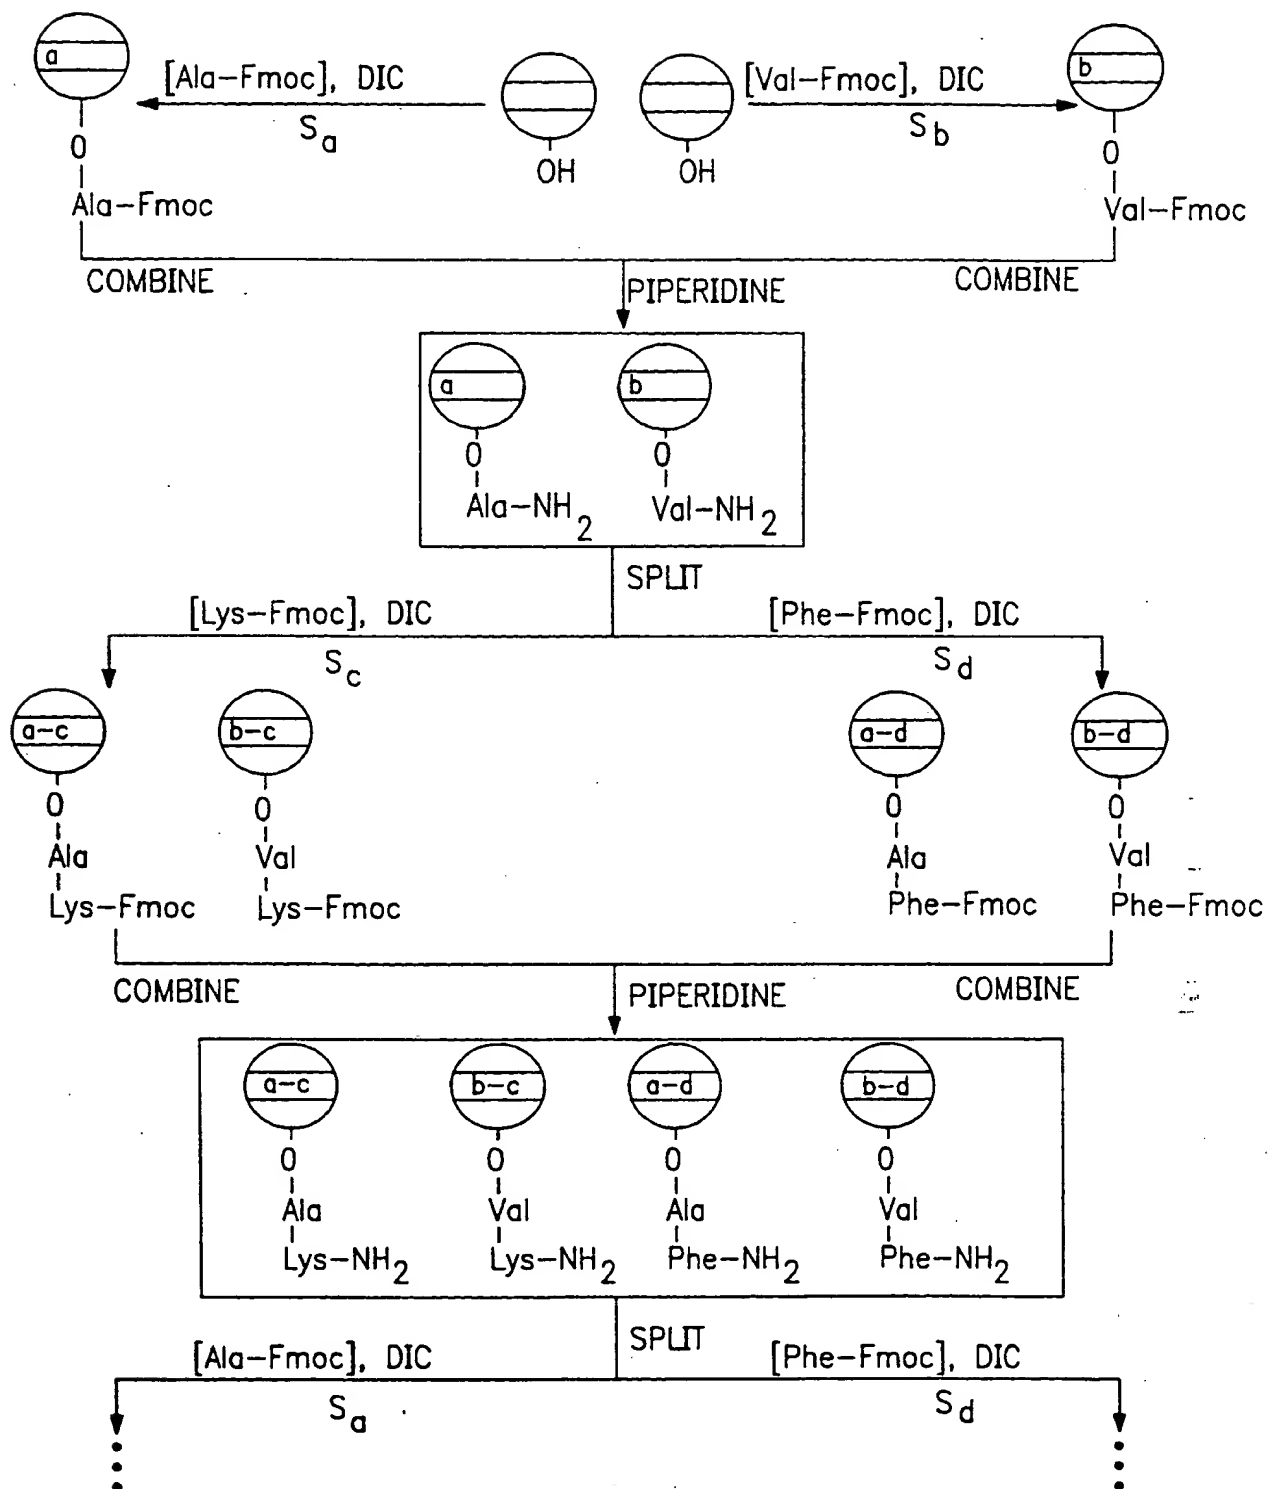 a
[Ala-Fmoc], DIC
Sa
OH
OH
[Val-Fmoc], DIC
Sb
b
O
Ala-Fmoc
O
Val-Fmoc
COMBINE
PIPERIDINE
COMBINE
a
b
O
O
Ala-NH2
Val-NH2
SPLIT
[Lys-Fmoc], DIC
Sc
[Phe-Fmoc], DIC
Sd
a-c
b-c
a-d
b-d
O
O
O
O
Ala
Val
Ala
Val
Lys-Fmoc
Lys-Fmoc
Phe-Fmoc
Phe-Fmoc
COMBINE
PIPERIDINE
COMBINE
a-c
b-c
a-d
b-d
O
O
O
O
Ala
Val
Ala
Val
Lys-NH2
Lys-NH2
Phe-NH2
Phe-NH2
SPLIT
[Ala-Fmoc], DIC
Sa
[Phe-Fmoc], DIC
Sd